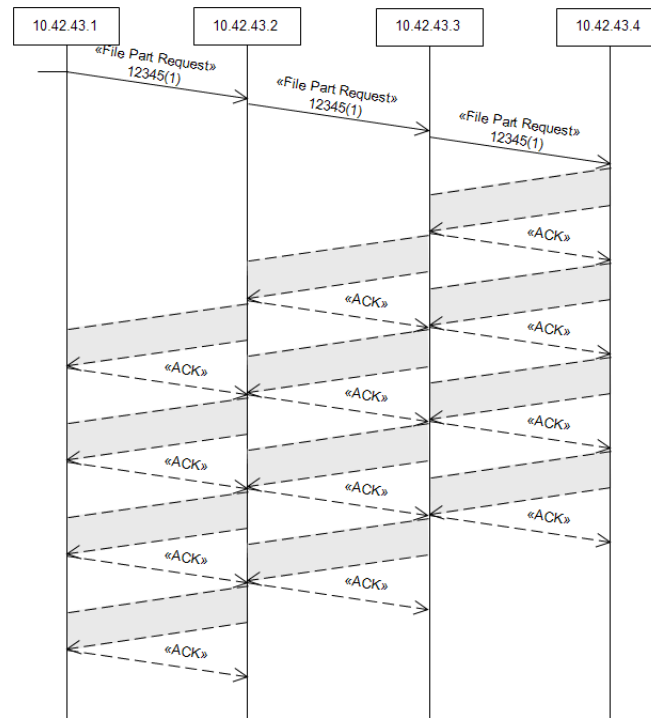 10.42.43.1
10.42.43.2
10.42.43.3
10.42.43.4
«File Part Request»
12345(1)
«File Part Request»
12345(1)
«File Part Request»
12345(1)
«ACK»
«ACK»
«ACK»
«ACK»
«ACK»
«ACK»
«ACK»
«ACK»
«ACK»
«ACK»
«ACK»
«ACK»